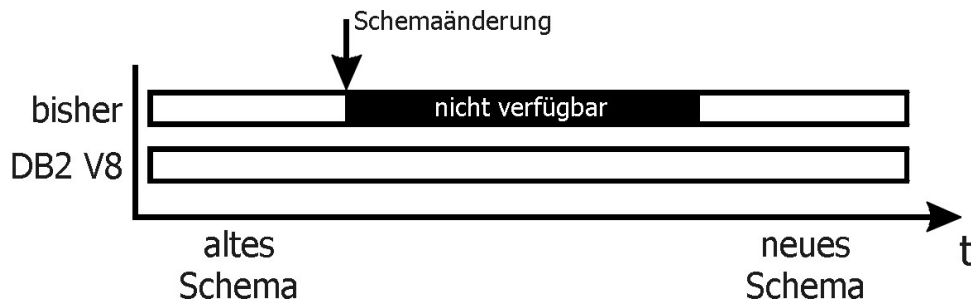 Schemaänderung
bisher
nicht verfügbar
DB2 V8
altes
Schema
neues
Schema
t